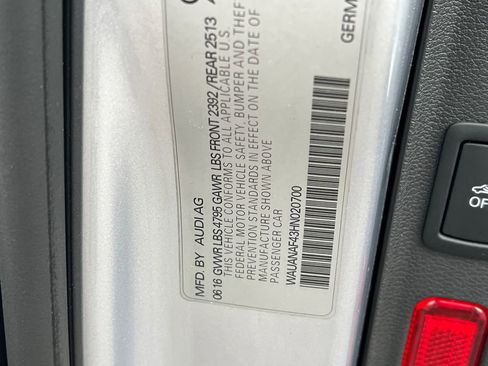 GERM
MFD. BY AUDI AG
0616 GVWR LBS 4795 GAWR LBS FRONT 2392 / REAR 2513
THIS VEHICLE CONFORMS TO ALL APPLICABLE U.S.
FEDERAL MOTOR VEHICLE SAFETY, BUMPER AND THEFT
PREVENTION STANDARDS IN EFFECT ON THE DATE OF
MANUFACTURE SHOWN ABOVE
PASSENGER CAR
WAUANAF43HN020700
OF